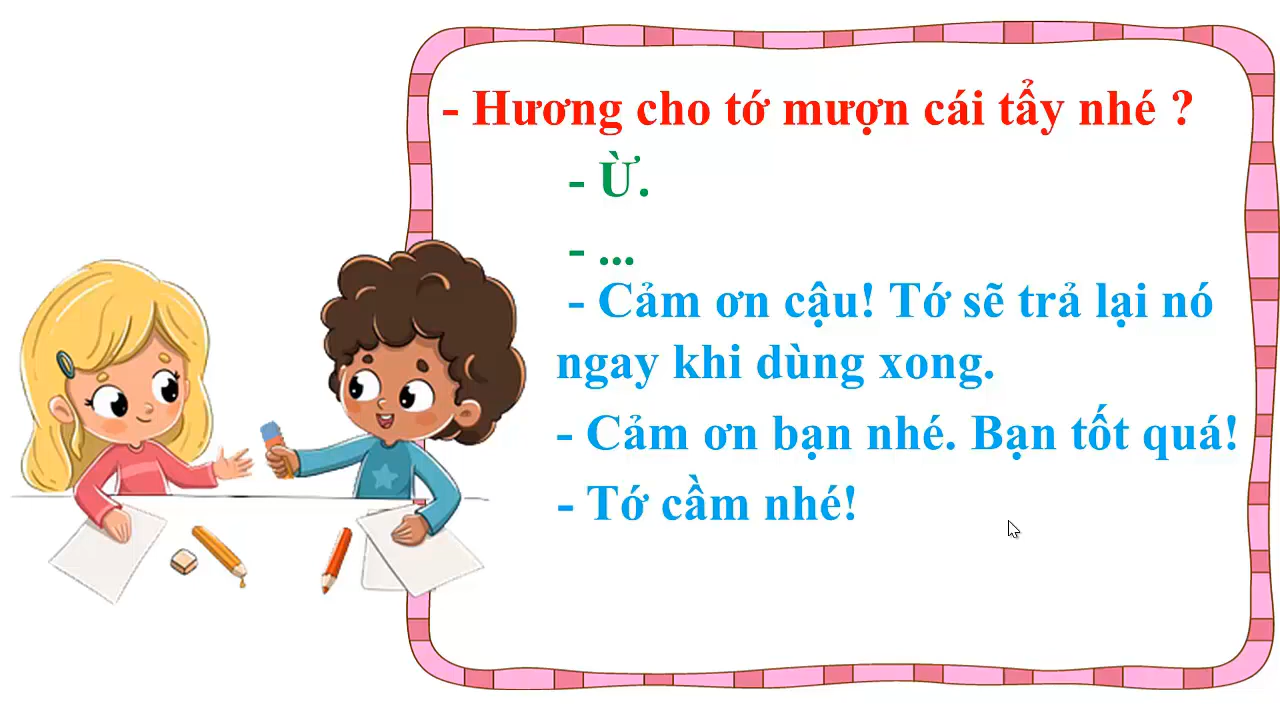 - Hương cho tớ mượn cái tẩy nhé ?
- Ừ.
- ...
- Cảm ơn cậu! Tớ sẽ trả lại nó
ngay khi dùng xong.
- Cảm ơn bạn nhé. Bạn tốt quá!
- Tớ cầm nhé!